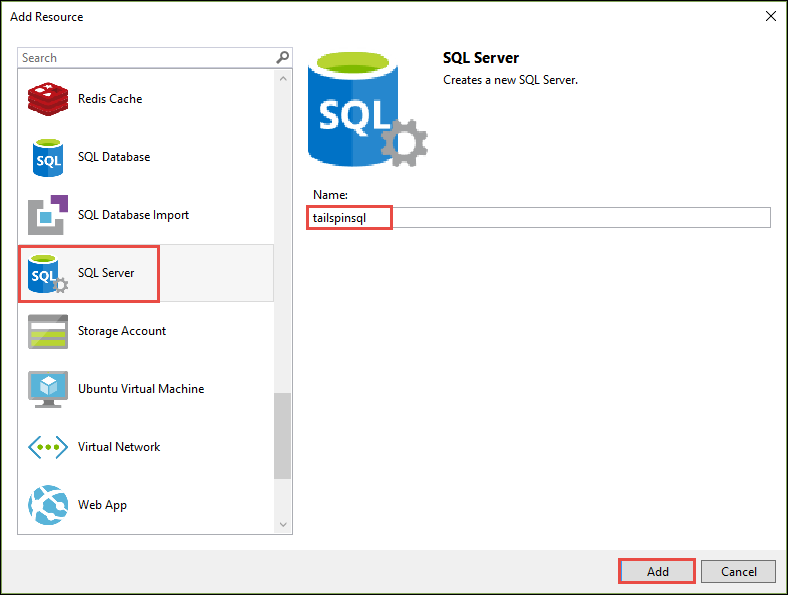 Add Resource
Search
Redis Cache
SQL
SQL Database
SQL Database Import
SQL
SQL Server
Storage Account
Ubuntu Virtual Machine
Virtual Network
Web App
SQL
SQL Server
Creates a new SQL Server.
Name:
tailspinsql
Add
Cancel